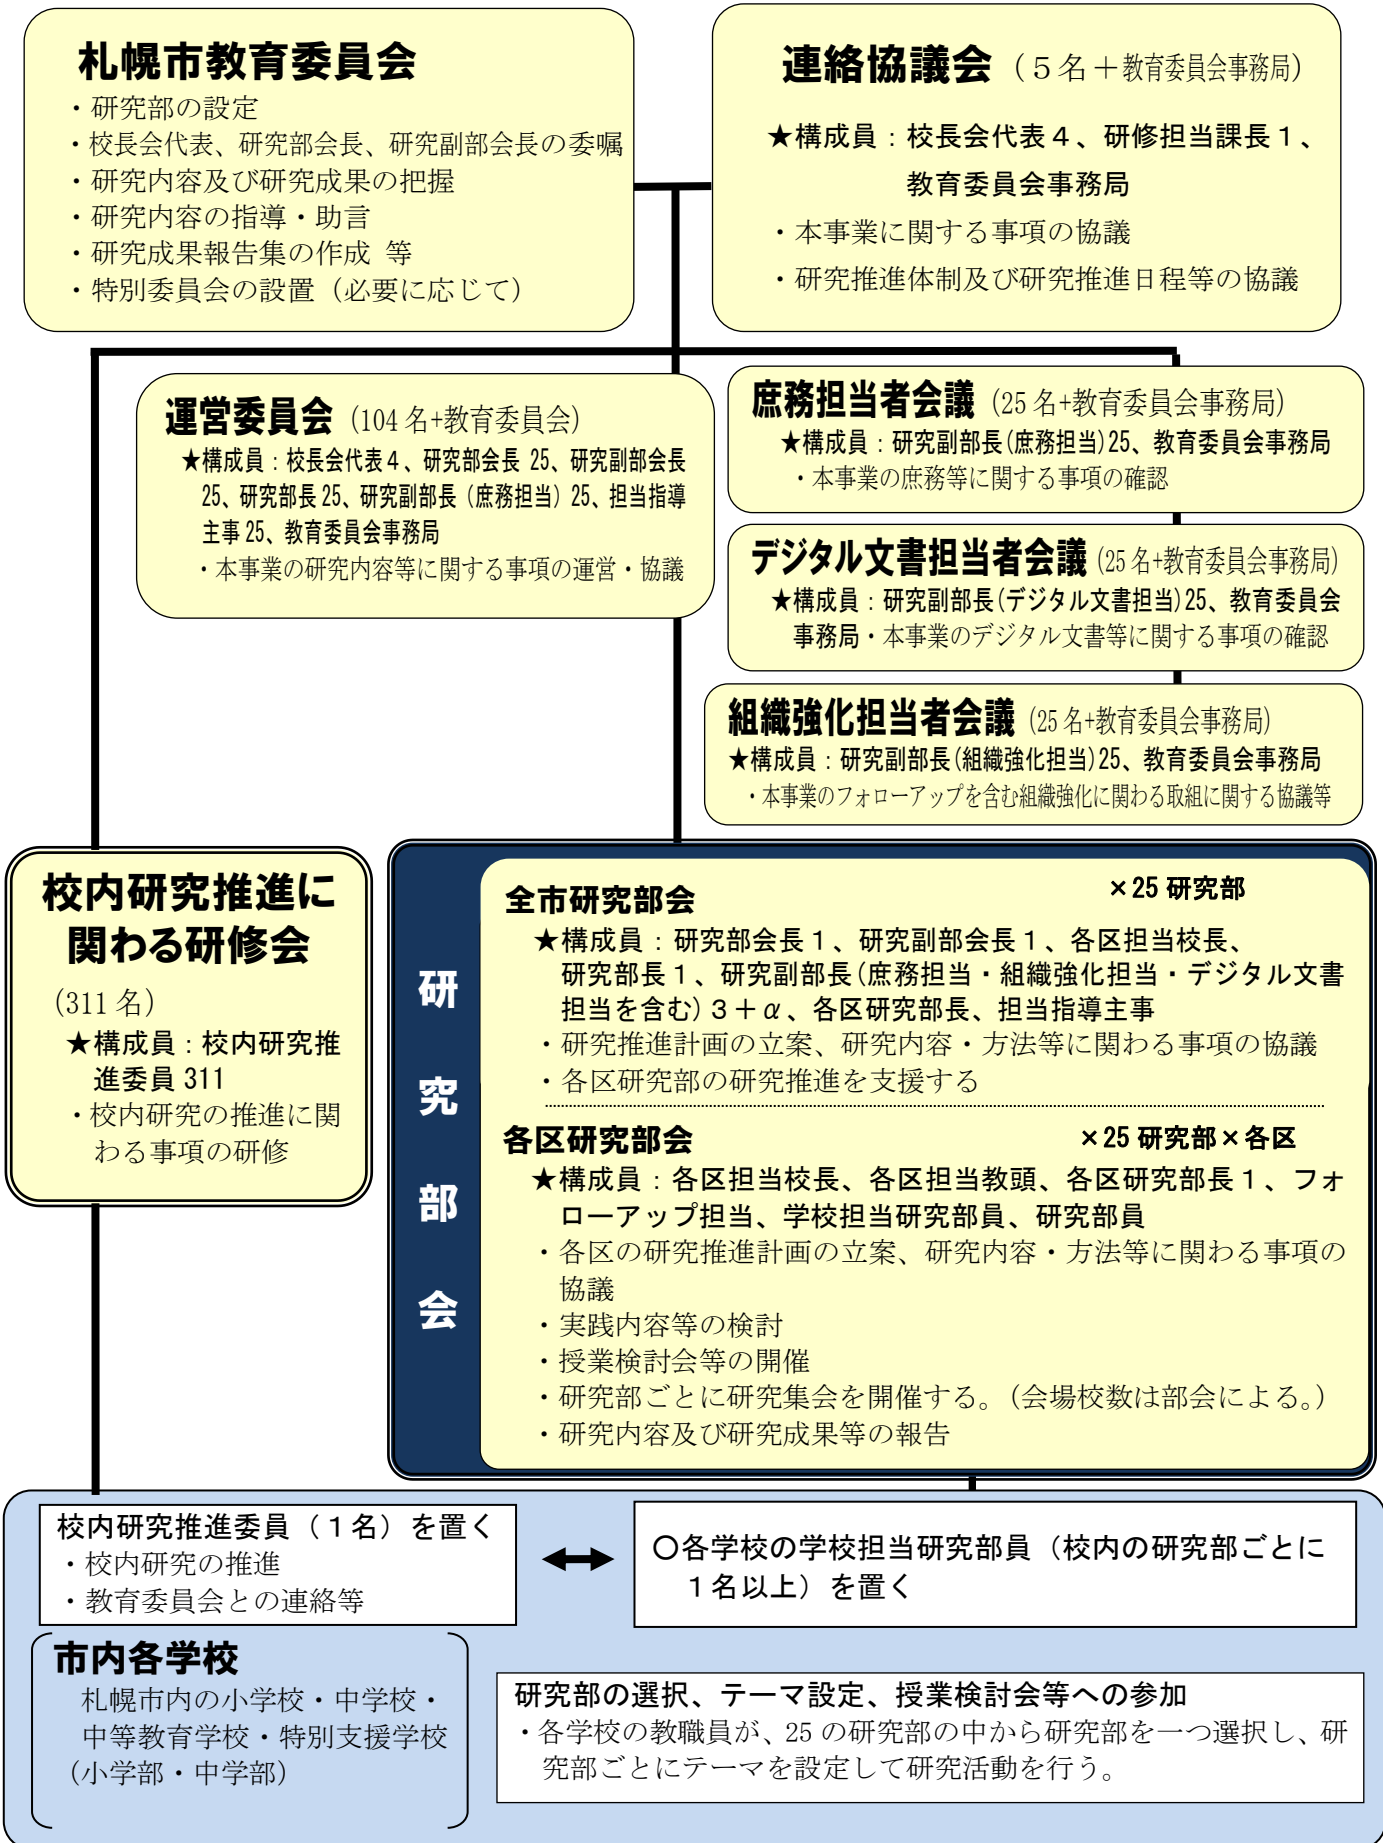 札幌市教育委員会
・研究部の設定
・校長会代表、研究部会長、研究副部会長の委嘱
・研究内容及び研究成果の把握
・研究内容の指導・助言
・研究成果報告集の作成 等
・特別委員会の設置（必要に応じて）
連絡協議会（５名＋教育委員会事務局）
★構成員：校長会代表４、研修担当課長１、
教育委員会事務局
・本事業に関する事項の協議
・研究推進体制及び研究推進日程等の協議
運営委員会（104 名+教育委員会）
★構成員：校長会代表４、研究部会長 25、研究副部会長
25、研究部長 25、研究副部長（庶務担当）25、担当指導
主事 25、教育委員会事務局
・本事業の研究内容等に関する事項の運営・協議
庶務担当者会議（25 名+教育委員会事務局）
★構成員：研究副部長(庶務担当)25、教育委員会事務局
・本事業の庶務等に関する事項の確認
デジタル文書担当者会議（25 名+教育委員会事務局）
★構成員：研究副部長(デジタル文書担当)25、教育委員会
事務局・本事業のデジタル文書等に関する事項の確認
組織強化担当者会議（25 名+教育委員会事務局）
★構成員：研究副部長(組織強化担当)25、教育委員会事務局
・本事業のフォローアップを含む組織強化に関わる取組に関する協議等
校内研究推進に
関わる研修会
（311 名）
★構成員：校内研究推
進委員 311
・校内研究の推進に関
わる事項の研修
研究部会
全市研究部会 ×25 研究部
★構成員：研究部会長１、研究副部会長１、各区担当校長、
研究部長１、研究副部長(庶務担当・組織強化担当・デジタル文書
担当を含む)３＋α、各区研究部長、担当指導主事
・研究推進計画の立案、研究内容・方法等に関わる事項の協議
・各区研究部の研究推進を支援する
各区研究部会 ×25 研究部×各区
★構成員：各区担当校長、各区担当教頭、各区研究部長１、フォ
ローアップ担当、学校担当研究部員、研究部員
・各区の研究推進計画の立案、研究内容・方法等に関わる事項の
協議
・実践内容等の検討
・授業検討会等の開催
・研究部ごとに研究集会を開催する。（会場校数は部会による。）
・研究内容及び研究成果等の報告
校内研究推進委員（１名）を置く
・校内研究の推進
・教育委員会との連絡等
○各学校の学校担当研究部員（校内の研究部ごとに
１名以上）を置く
市内各学校
札幌市内の小学校・中学校・
中等教育学校・特別支援学校
（小学部・中学部）
研究部の選択、テーマ設定、授業検討会等への参加
・各学校の教職員が、25 の研究部の中から研究部を一つ選択し、研
究部ごとにテーマを設定して研究活動を行う。